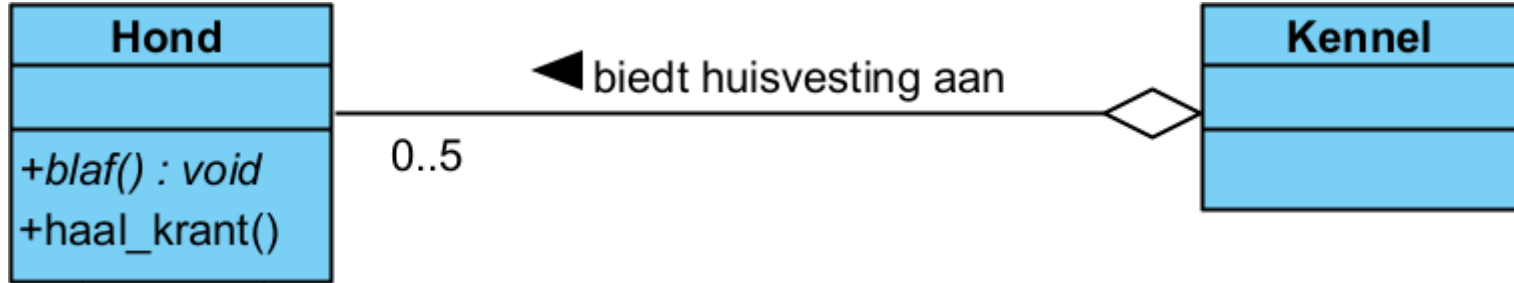 Hond
+blaf() : void
+haal_krant()
biedt huisvesting aan
0..5
Kennel